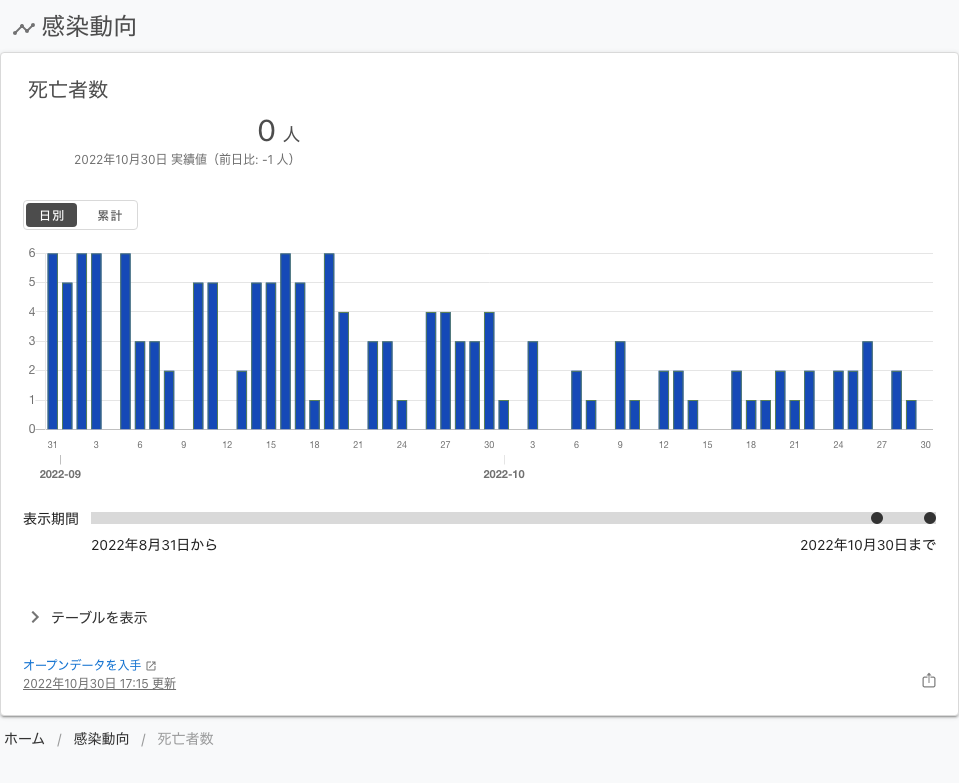 感染動向
死亡者数
0 人
2022年10月30日 実績値（前日比: -1 人）
日別 累計
6
5
4
3
2
1
0
31 3 6 9 12 15 18 21 24 27 30 3 6 9 12 15 18 21 24 27 30
2022-09 2022-10
表示期間
2022年8月31日から 2022年10月30日まで
テーブルを表示
オープンデータを入手
2022年10月30日 17:15 更新
ホーム / 感染動向 / 死亡者数